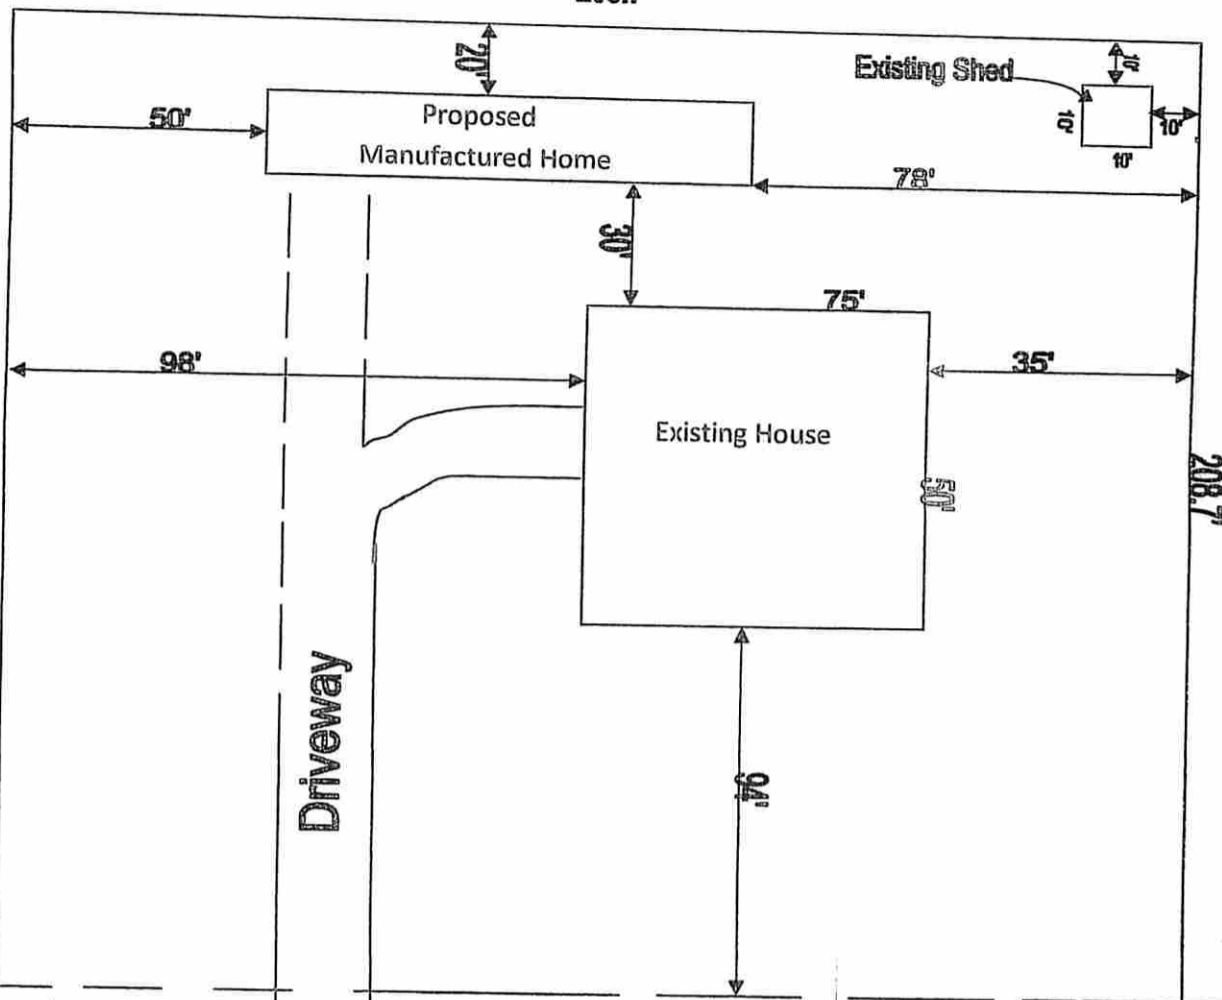 20'
Existing Shed
10'
50'
Proposed
Manufactured Home
10'
10'
10'
78'
30'
75'
98'
35'
Existing House
50'
208.7'
Driveway
94'